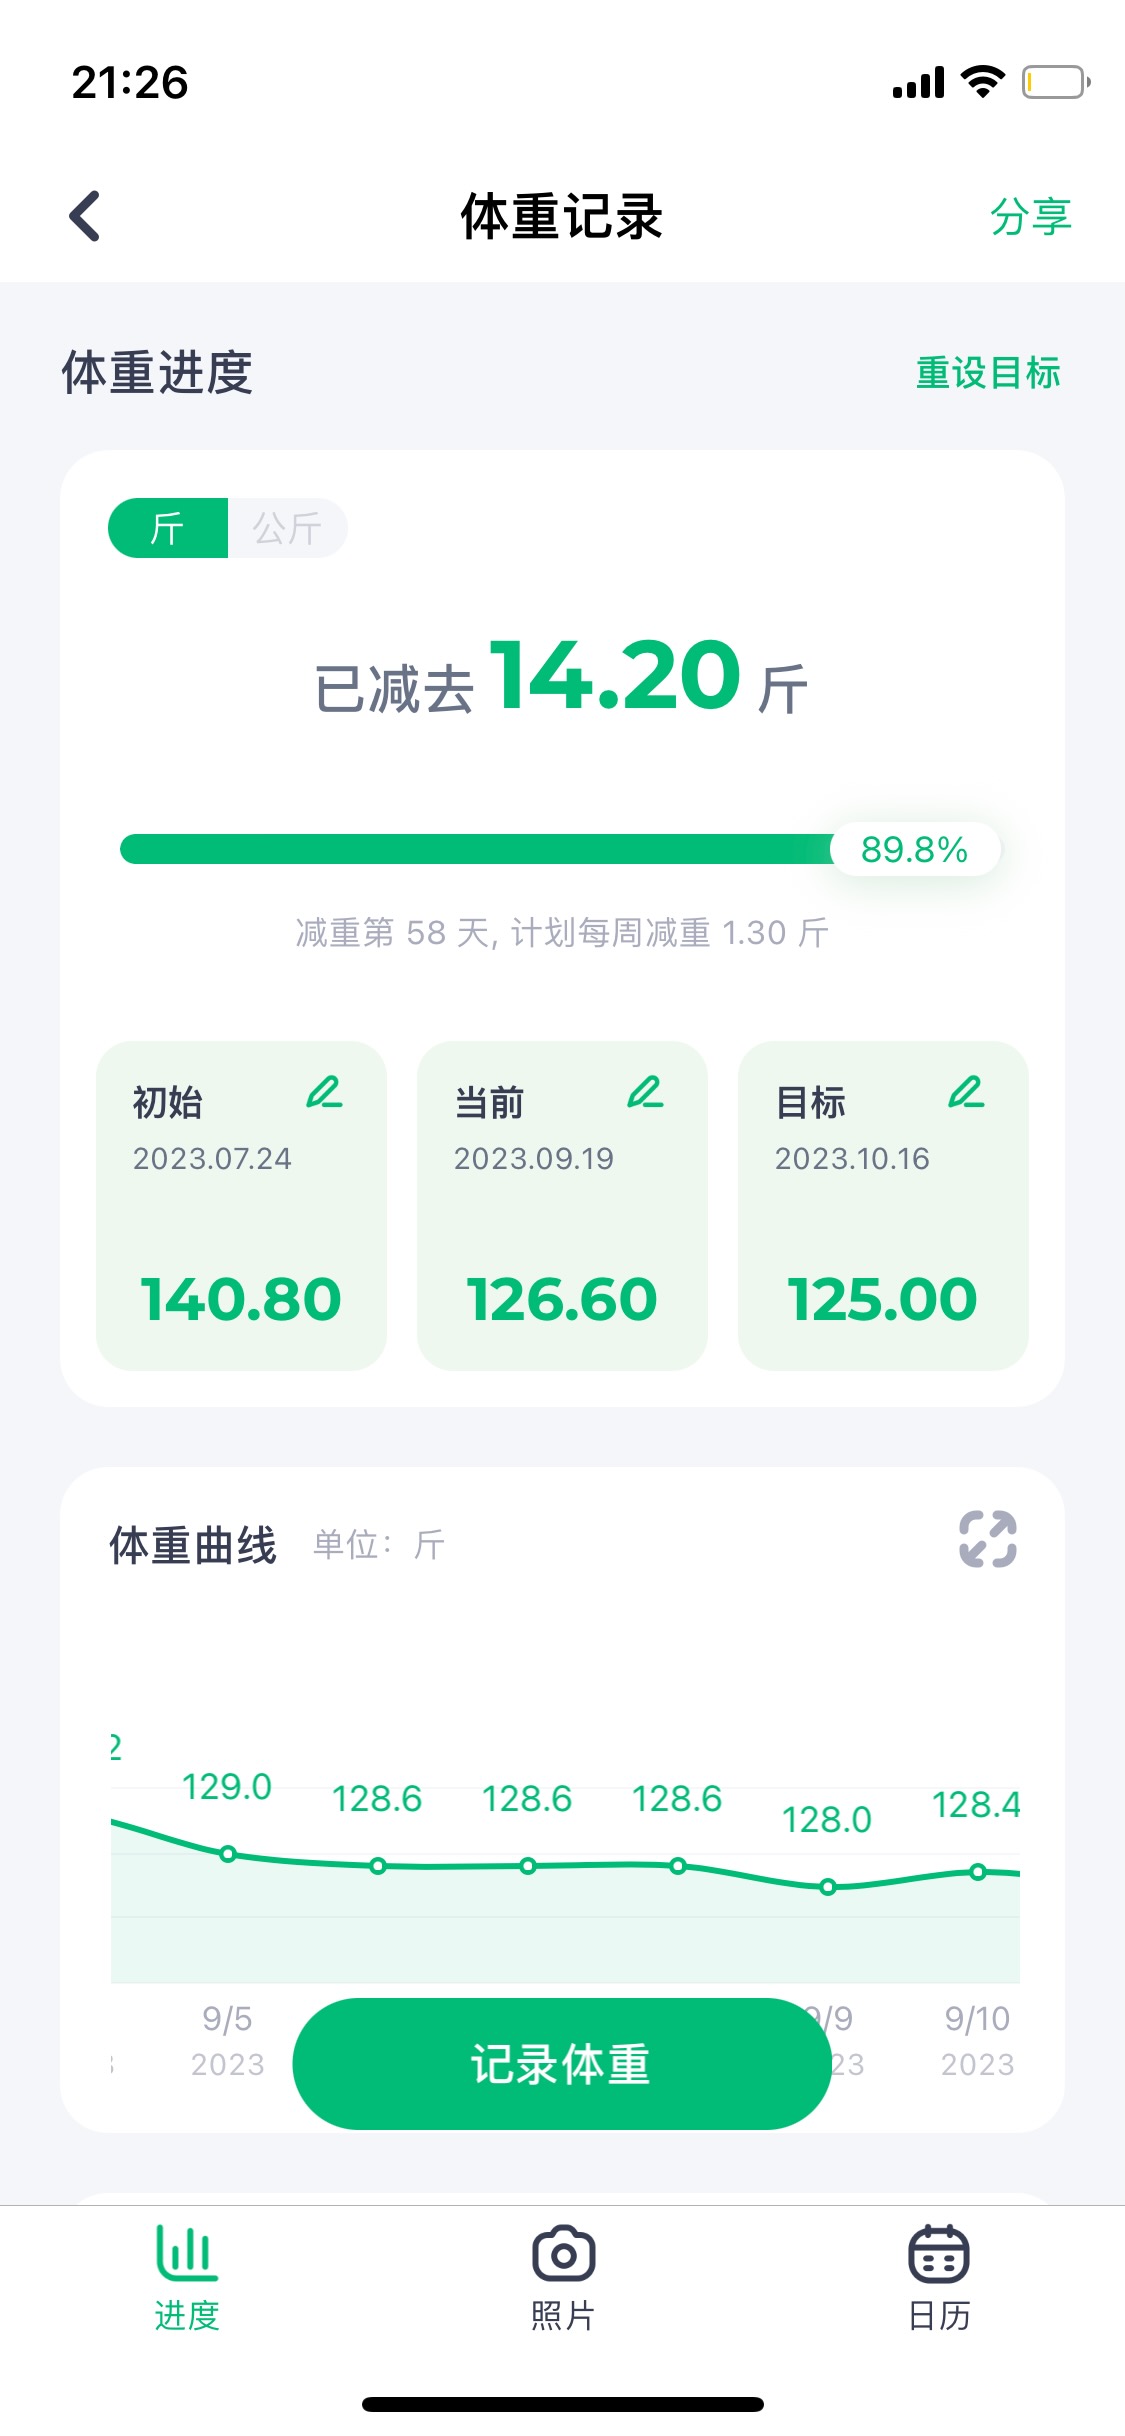 21:26
体重记录
分享
体重进度
重设目标
斤 公斤
已减去 14.20 斤
89.8%
减重第 58 天, 计划每周减重 1.30 斤
初始
2023.07.24
140.80
当前
2023.09.19
126.60
目标
2023.10.16
125.00
体重曲线 单位：斤
2
129.0 128.6 128.6 128.6 128.0 128.4
9/5 9/9 9/10
2023 23 2023
记录体重
进度 照片 日历